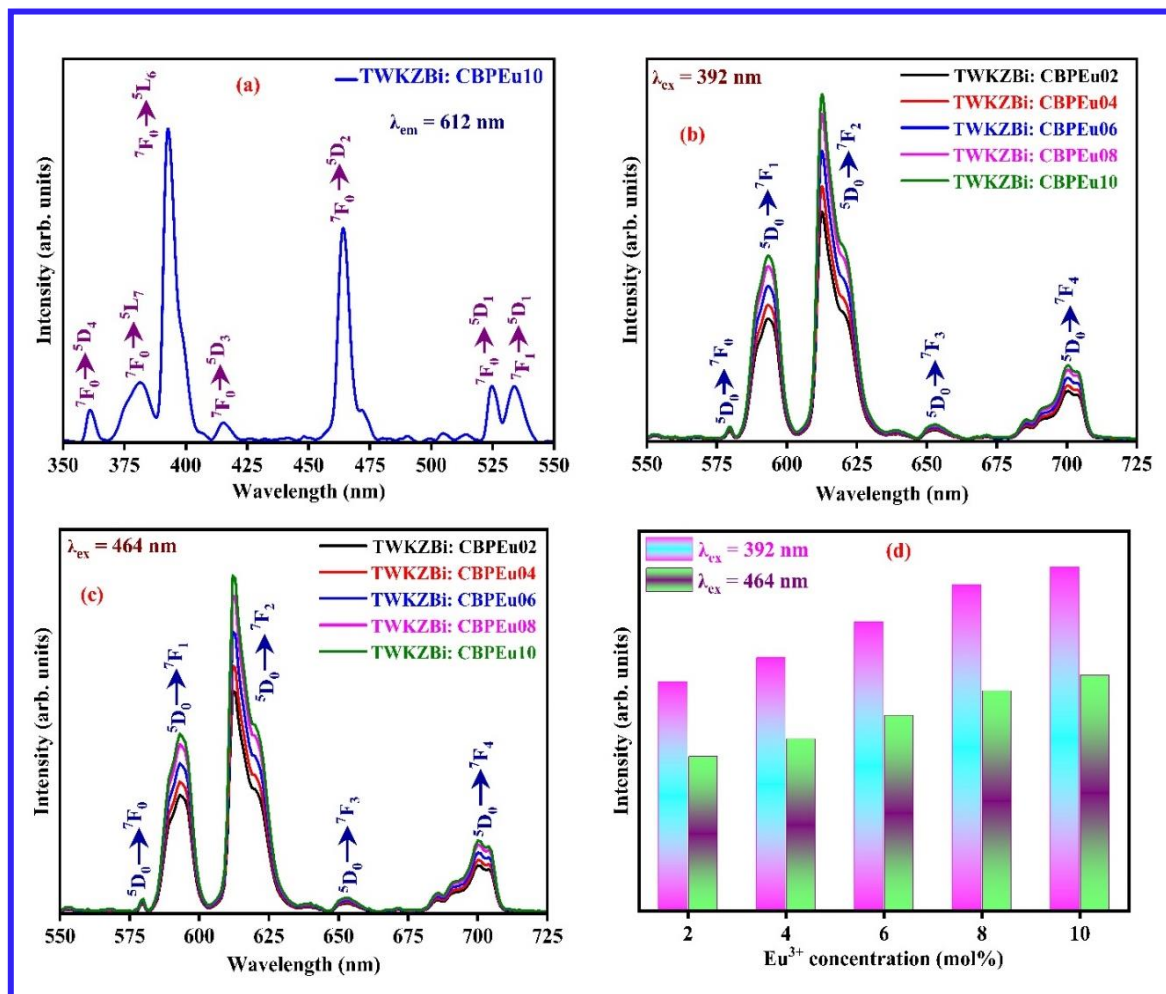 (a)
TWKZBi: CBPEu10
λem = 612 nm
⁷F₀ → ⁵D₄
⁷F₀ → ⁵L₇
⁷F₀ → ⁵L₆
⁷F₀ → ⁵D₃
⁷F₀ → ⁵D₂
⁷F₀ → ⁵D₁
⁷F₁ → ⁵D₁
Intensity (arb. units)
350 375 400 425 450 475 500 525 550
Wavelength (nm)
λex = 392 nm
(b)
TWKZBi: CBPEu02
TWKZBi: CBPEu04
TWKZBi: CBPEu06
TWKZBi: CBPEu08
TWKZBi: CBPEu10
⁵D₀ → ⁷F₀
⁵D₀ → ⁷F₁
⁵D₀ → ⁷F₂
⁵D₀ → ⁷F₃
⁵D₀ → ⁷F₄
Intensity (arb. units)
550 575 600 625 650 675 700 725
Wavelength (nm)
λex = 464 nm
(c)
TWKZBi: CBPEu02
TWKZBi: CBPEu04
TWKZBi: CBPEu06
TWKZBi: CBPEu08
TWKZBi: CBPEu10
⁵D₀ → ⁷F₀
⁵D₀ → ⁷F₁
⁵D₀ → ⁷F₂
⁵D₀ → ⁷F₃
⁵D₀ → ⁷F₄
Intensity (arb. units)
550 575 600 625 650 675 700 725
Wavelength (nm)
λex = 392 nm
λex = 464 nm
(d)
Intensity (arb. units)
2 4 6 8 10
Eu³⁺ concentration (mol%)